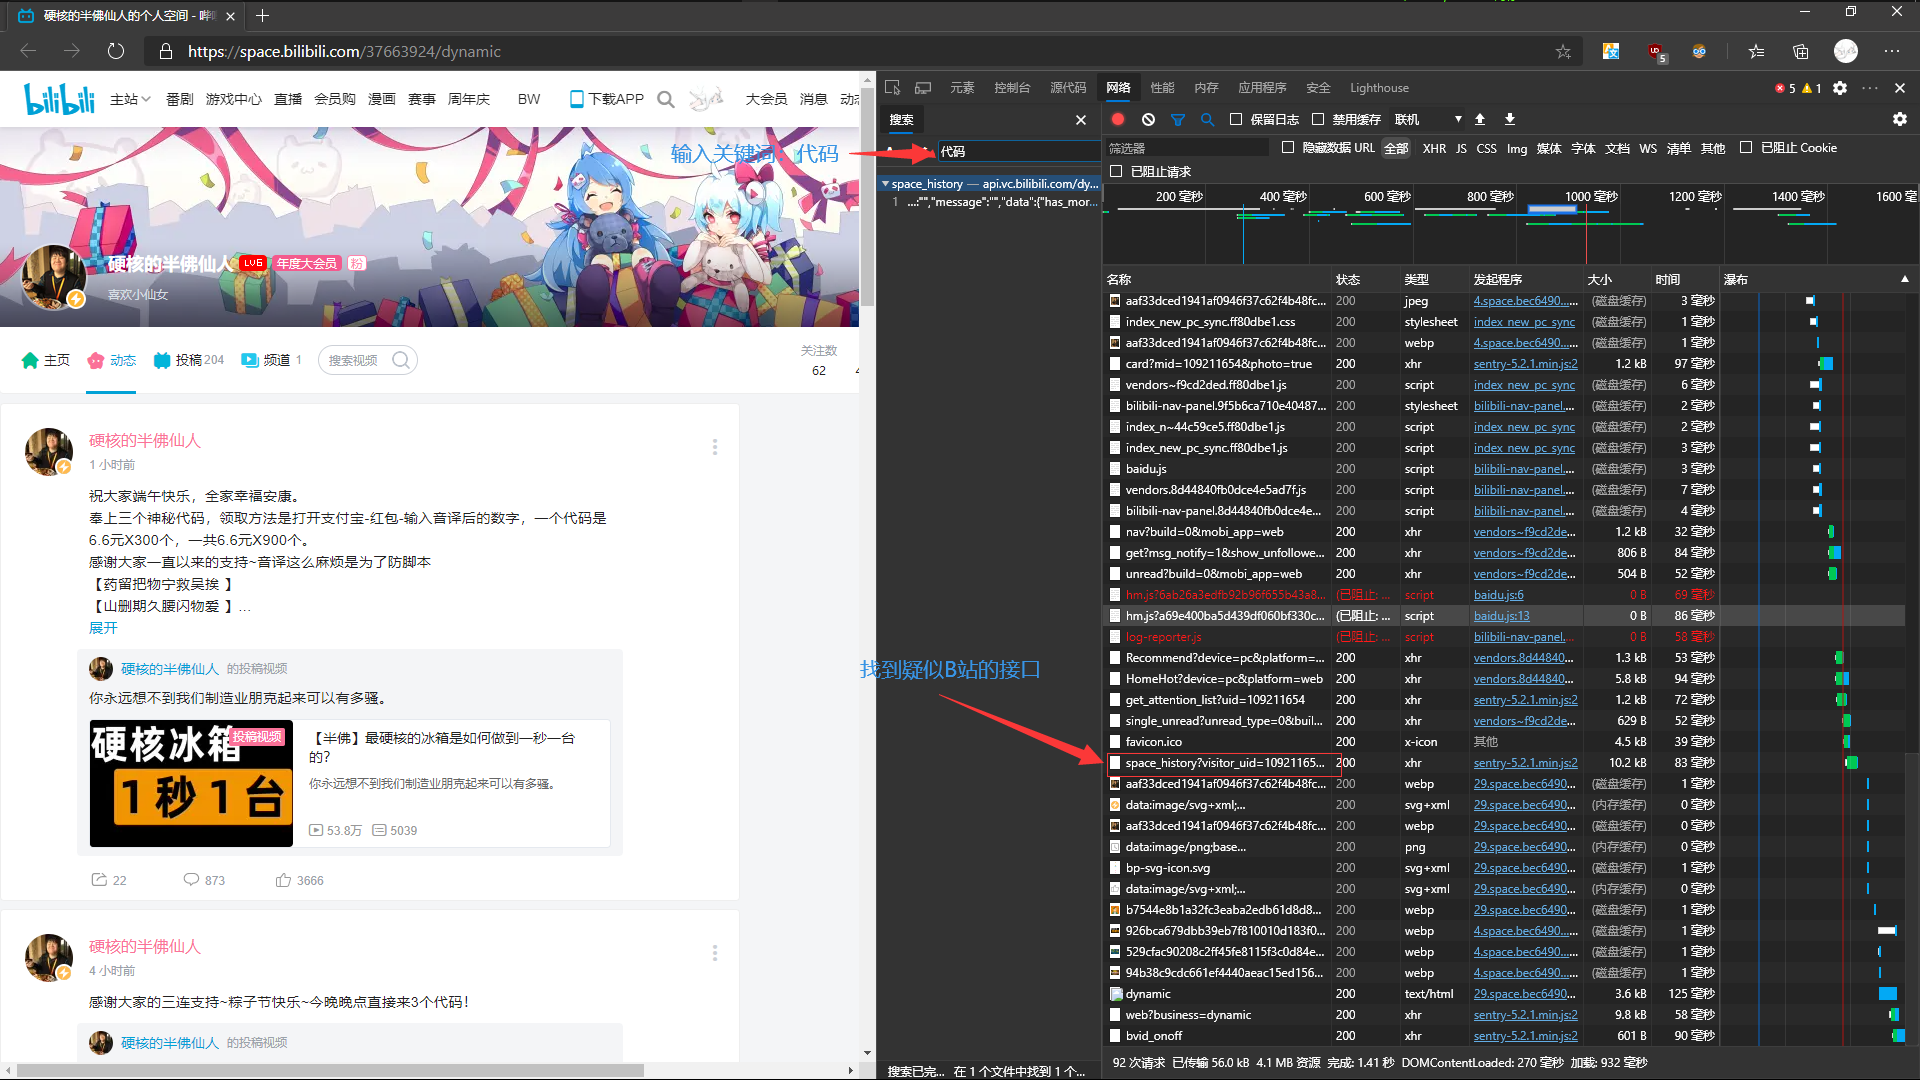 硬核的半佛仙人的个人空间 - 哔
https://space.bilibili.com/37663924/dynamic
5
bilibili
主站 番剧 游戏中心 直播 会员购 漫画 赛事 周年庆 BW 下载APP 大会员 消息 动态
硬核的半佛仙人 LV6 年度大会员 粉
喜欢小仙女
主页 动态 投稿 204 频道 1 搜索视频
关注数
62
硬核的半佛仙人
1 小时前
祝大家端午快乐，全家幸福安康。
奉上三个神秘代码，领取方法是打开支付宝-红包-输入音译后的数字，一个代码是
6.6元X300个，一共6.6元X900个。
感谢大家一直以来的支持~音译这么麻烦是为了防脚本
【药留把物宁救吴挨 】
【山删期久腰闪物爱 】...
展开
硬核的半佛仙人 的投稿视频
你永远想不到我们制造业朋克起来可以有多骚。
硬核冰箱
投稿视频
1秒1台
【半佛】最硬核的冰箱是如何做到一秒一台
的?
你永远想不到我们制造业朋克起来可以有多骚。
53.8万 5039
22 873 3666
硬核的半佛仙人
4 小时前
感谢大家的三连支持~粽子节快乐~今晚晚点直接来3个代码！
硬核的半佛仙人 的投稿视频
输入关键词：代码
找到疑似B站的接口
元素 控制台 源代码 网络 性能 内存 应用程序 安全 Lighthouse 5 1
搜索
代码
space_history — api.vc.bilibili.com/dy...
1 ...:"","message":"","data":{"has_mor...
搜索已完... 在 1 个文件中找到 1 个...
保留日志 禁用缓存 联机
筛选器 隐藏数据 URL 全部 XHR JS CSS Img 媒体 字体 文档 WS 清单 其他 已阻止 Cookie
已阻止请求
200 毫秒 400 毫秒 600 毫秒 800 毫秒 1000 毫秒 1200 毫秒 1400 毫秒 1600 毫
名称 状态 类型 发起程序 大小 时间 瀑布
aaf33dced1941af0946f37c62f4b48fc... 200 jpeg 4.space.bec6490.... (磁盘缓存) 3 毫秒
index_new_pc_sync.ff80dbe1.css 200 stylesheet index_new_pc_sync (磁盘缓存) 1 毫秒
aaf33dced1941af0946f37c62f4b48fc... 200 webp 4.space.bec6490.... (磁盘缓存) 1 毫秒
card?mid=109211654&photo=true 200 xhr sentry-5.2.1.min.js:2 1.2 kB 97 毫秒
vendors~f9cd2ded.ff80dbe1.js 200 script index_new_pc_sync (磁盘缓存) 6 毫秒
bilibili-nav-panel.9f5b6ca710e40487... 200 stylesheet bilibili-nav-panel.... (磁盘缓存) 2 毫秒
index_n~44c59ce5.ff80dbe1.js 200 script index_new_pc_sync (磁盘缓存) 2 毫秒
index_new_pc_sync.ff80dbe1.js 200 script index_new_pc_sync (磁盘缓存) 3 毫秒
baidu.js 200 script bilibili-nav-panel.... (磁盘缓存) 3 毫秒
vendors.8d44840fb0dce4e5ad7f.js 200 script bilibili-nav-panel.... (磁盘缓存) 7 毫秒
bilibili-nav-panel.8d44840fb0dce4e... 200 script bilibili-nav-panel.... (磁盘缓存) 4 毫秒
nav?build=0&mobi_app=web 200 xhr vendors~f9cd2de... 1.2 kB 32 毫秒
get?msg_notify=1&show_unfollowe... 200 xhr vendors~f9cd2de... 806 B 84 毫秒
unread?build=0&mobi_app=web 200 xhr vendors~f9cd2de... 504 B 52 毫秒
hm.js?6ab26a3edfb92b96f655b43a8... (已阻止: ... script baidu.js:6 0 B 69 毫秒
hm.js?a69e400ba5d439df060bf330c... (已阻止: ... script baidu.js:13 0 B 86 毫秒
log-reporter.js (已阻止: ... script bilibili-nav-panel.... 0 B 58 毫秒
Recommend?device=pc&platform=... 200 xhr vendors.8d44840... 1.3 kB 53 毫秒
HomeHot?device=pc&platform=web 200 xhr vendors.8d44840... 5.8 kB 94 毫秒
get_attention_list?uid=109211654 200 xhr sentry-5.2.1.min.js:2 1.2 kB 72 毫秒
single_unread?unread_type=0&buil... 200 xhr vendors~f9cd2de... 629 B 52 毫秒
favicon.ico 200 x-icon 其他 4.5 kB 39 毫秒
space_history?visitor_uid=10921165... 200 xhr sentry-5.2.1.min.js:2 10.2 kB 83 毫秒
aaf33dced1941af0946f37c62f4b48fc... 200 webp 29.space.bec6490... (磁盘缓存) 1 毫秒
data:image/svg+xml;... 200 svg+xml 29.space.bec6490... (内存缓存) 0 毫秒
aaf33dced1941af0946f37c62f4b48fc... 200 webp 29.space.bec6490... (磁盘缓存) 0 毫秒
data:image/png;base... 200 png 29.space.bec6490... (内存缓存) 0 毫秒
bp-svg-icon.svg 200 svg+xml 29.space.bec6490... (磁盘缓存) 1 毫秒
data:image/svg+xml;... 200 svg+xml 29.space.bec6490... (内存缓存) 0 毫秒
b7544e8b1a32fc3eaba2edb61d8d8... 200 webp 29.space.bec6490... (磁盘缓存) 1 毫秒
926bca679dbb39eb7f810010d183f0... 200 webp 4.space.bec6490.... (磁盘缓存) 1 毫秒
529cfac90208c2ff45fe8115f3c0d84e... 200 webp 4.space.bec6490.... (磁盘缓存) 1 毫秒
94b38c9cdc661ef4440aeac15ed156... 200 webp 4.space.bec6490.... (磁盘缓存) 1 毫秒
dynamic 200 text/html 29.space.bec6490... 3.6 kB 125 毫秒
web?business=dynamic 200 xhr sentry-5.2.1.min.js:2 9.8 kB 58 毫秒
bvid_onoff 200 xhr sentry-5.2.1.min.js:2 601 B 90 毫秒
92 次请求 已传输 56.0 kB 4.1 MB 资源 完成: 1.41 秒 DOMContentLoaded: 270 毫秒 加载: 932 毫秒